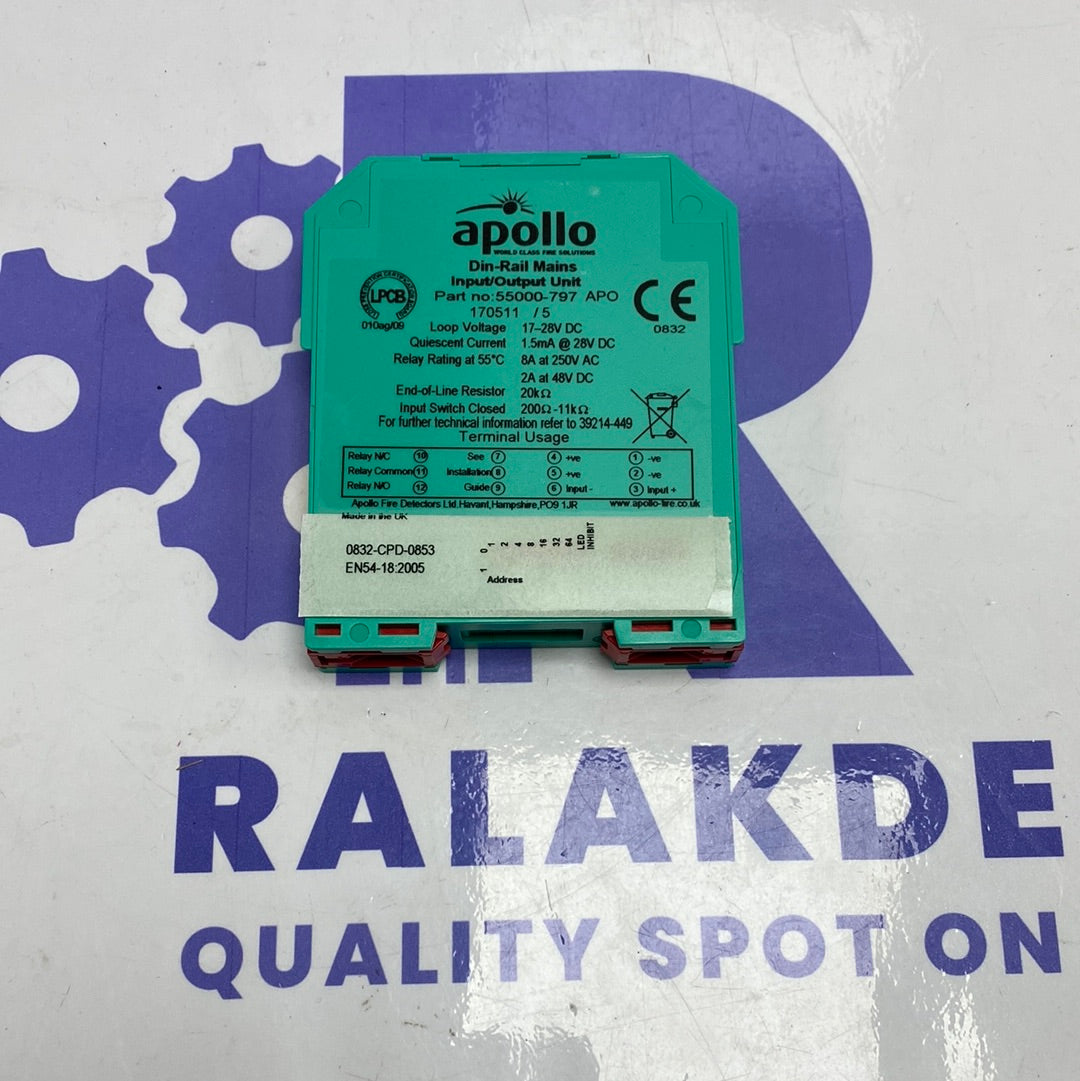 apollo
WORLD CLASS FIRE SOLUTIONS
Din-Rail Mains
Input/Output Unit
Part no:55000-797 APO
170511 / 5
LPCB
010ag/09
CE
0832
Loop Voltage 17–28V DC
Quiescent Current 1.5mA @ 28V DC
Relay Rating at 55°C 8A at 250V AC
2A at 48V DC
End-of-Line Resistor 20kΩ
Input Switch Closed 200Ω-11kΩ
For further technical information refer to 39214-449
Terminal Usage
Relay N/C 10 See 7 4 +ve 1 -ve
Relay Common 11 Installation 8 5 +ve 2 -ve
Relay N/O 12 Guide 9 6 Input - 3 Input +
Apollo Fire Detectors Ltd,Havant,Hampshire,PO9 1JR www.apollo-fire.co.uk
Made in the UK
0832-CPD-0853
EN54-18:2005
0
1 2 4 8 16 32 64 LED INHIBIT
1
Address
RALAKDE
QUALITY SPOT ON